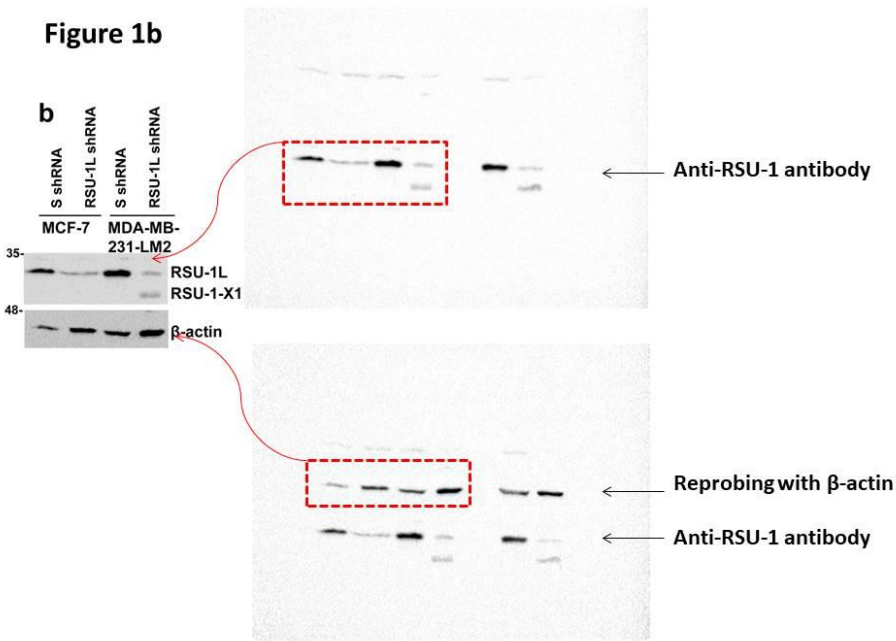 Figure 1b
b
S shRNA
RSU-1L shRNA
S shRNA
RSU-1L shRNA
MCF-7
MDA-MB-
231-LM2
35-
RSU-1L
RSU-1-X1
48-
β-actin
Anti-RSU-1 antibody
Reprobing with β-actin
Anti-RSU-1 antibody